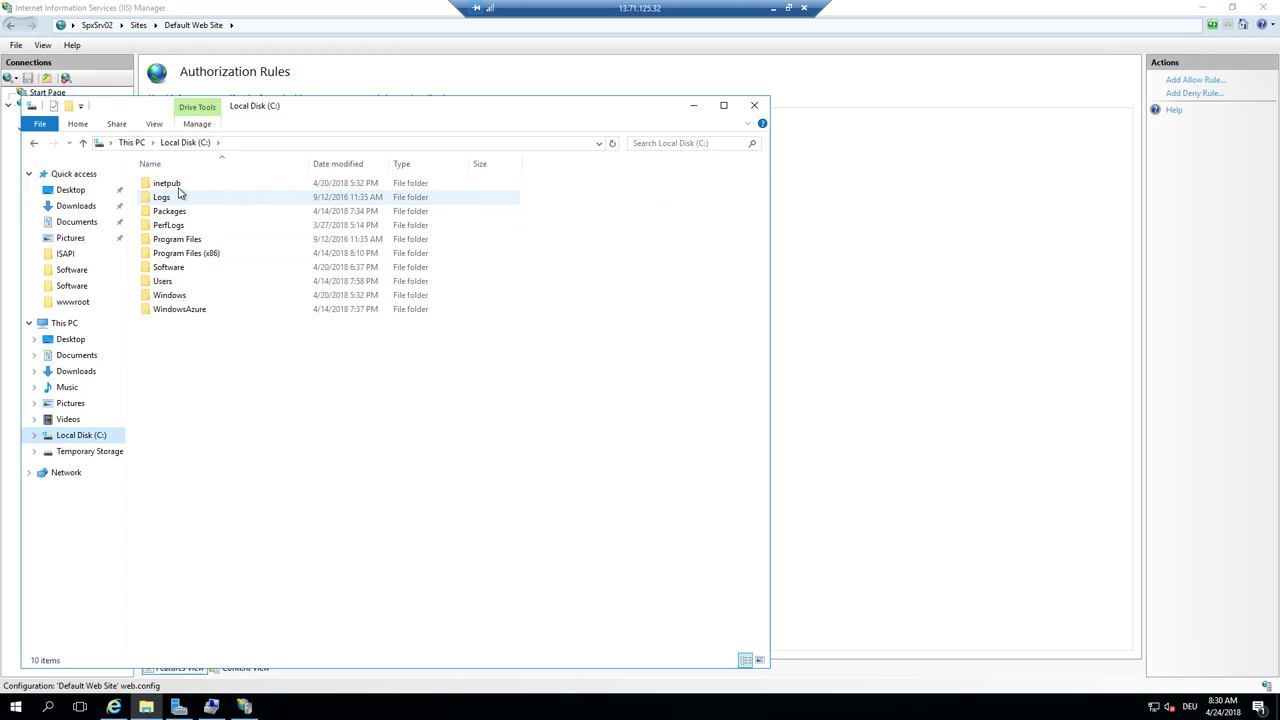 Internet Information Services (IIS) Manager
13.71.125.32
SpxSrv02 Sites Default Web Site
File View Help
Connections
Authorization Rules
Actions
Start Page
Add Allow Rule...
Add Deny Rule...
Help
Drive Tools Local Disk (C:)
File Home Share View Manage
This PC Local Disk (C:)
Search Local Disk (C:)
Name Date modified Type Size
Quick access
Desktop
Downloads
Documents
Pictures
ISAPI
Software
Software
wwwroot
This PC
Desktop
Documents
Downloads
Music
Pictures
Videos
Local Disk (C:)
Temporary Storage
Network
inetpub 4/20/2018 5:32 PM File folder
Logs 9/12/2016 11:35 AM File folder
Packages 4/14/2018 7:34 PM File folder
PerfLogs 3/27/2018 5:14 PM File folder
Program Files 9/12/2016 11:35 AM File folder
Program Files (x86) 4/14/2018 8:10 PM File folder
Software 4/20/2018 6:37 PM File folder
Users 4/14/2018 7:58 PM File folder
Windows 4/20/2018 5:32 PM File folder
WindowsAzure 4/14/2018 7:37 PM File folder
10 items
Features View Content View
Configuration: 'Default Web Site' web.config
DEU
8:30 AM
4/24/2018